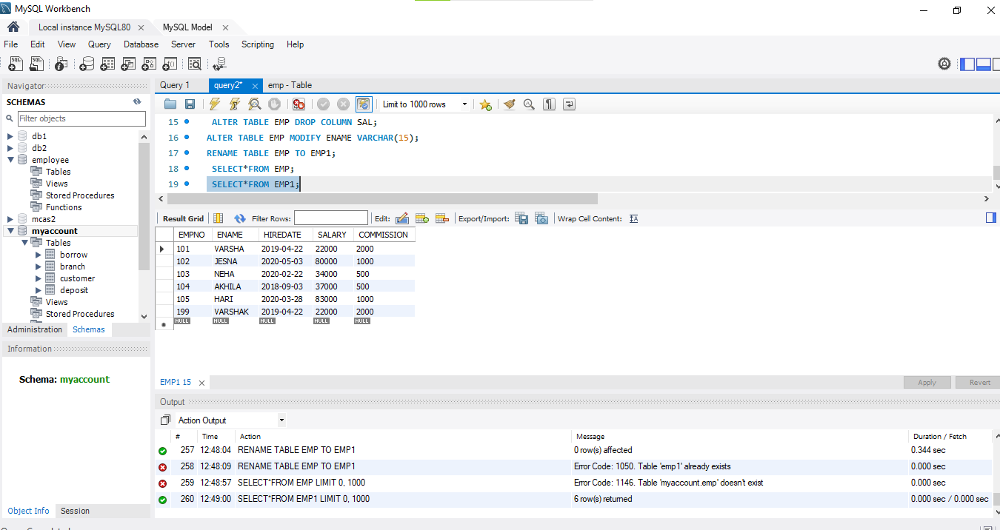 MySQL Workbench
Local instance MySQL80
MySQL Model
File Edit View Query Database Server Tools Scripting Help
Navigator
SCHEMAS
Filter objects
db1
db2
employee
Tables
Views
Stored Procedures
Functions
mcas2
myaccount
Tables
borrow
branch
customer
deposit
Views
Stored Procedures
Administration Schemas
Information
Schema: myaccount
Object Info Session
Query 1 query2* emp - Table
Limit to 1000 rows
15 ALTER TABLE EMP DROP COLUMN SAL;
16 ALTER TABLE EMP MODIFY ENAME VARCHAR(15);
17 RENAME TABLE EMP TO EMP1;
18 SELECT*FROM EMP;
19 SELECT*FROM EMP1;
Result Grid Filter Rows: Edit: Export/Import: Wrap Cell Content:
EMPNO ENAME HIREDATE SALARY COMMISSION
101 VARSHA 2019-04-22 22000 2000
102 JESNA 2020-05-03 80000 1000
103 NEHA 2020-02-22 34000 500
104 AKHILA 2018-09-03 37000 500
105 HARI 2020-03-28 83000 1000
199 VARSHAK 2019-04-22 22000 2000
NULL NULL NULL NULL NULL
EMP1 15 Apply Revert
Output
Action Output
# Time Action Message Duration / Fetch
257 12:48:04 RENAME TABLE EMP TO EMP1 0 row(s) affected 0.344 sec
258 12:48:09 RENAME TABLE EMP TO EMP1 Error Code: 1050. Table 'emp1' already exists 0.000 sec
259 12:48:57 SELECT*FROM EMP LIMIT 0, 1000 Error Code: 1146. Table 'myaccount.emp' doesn't exist 0.000 sec
260 12:49:00 SELECT*FROM EMP1 LIMIT 0, 1000 6 row(s) returned 0.000 sec / 0.000 sec